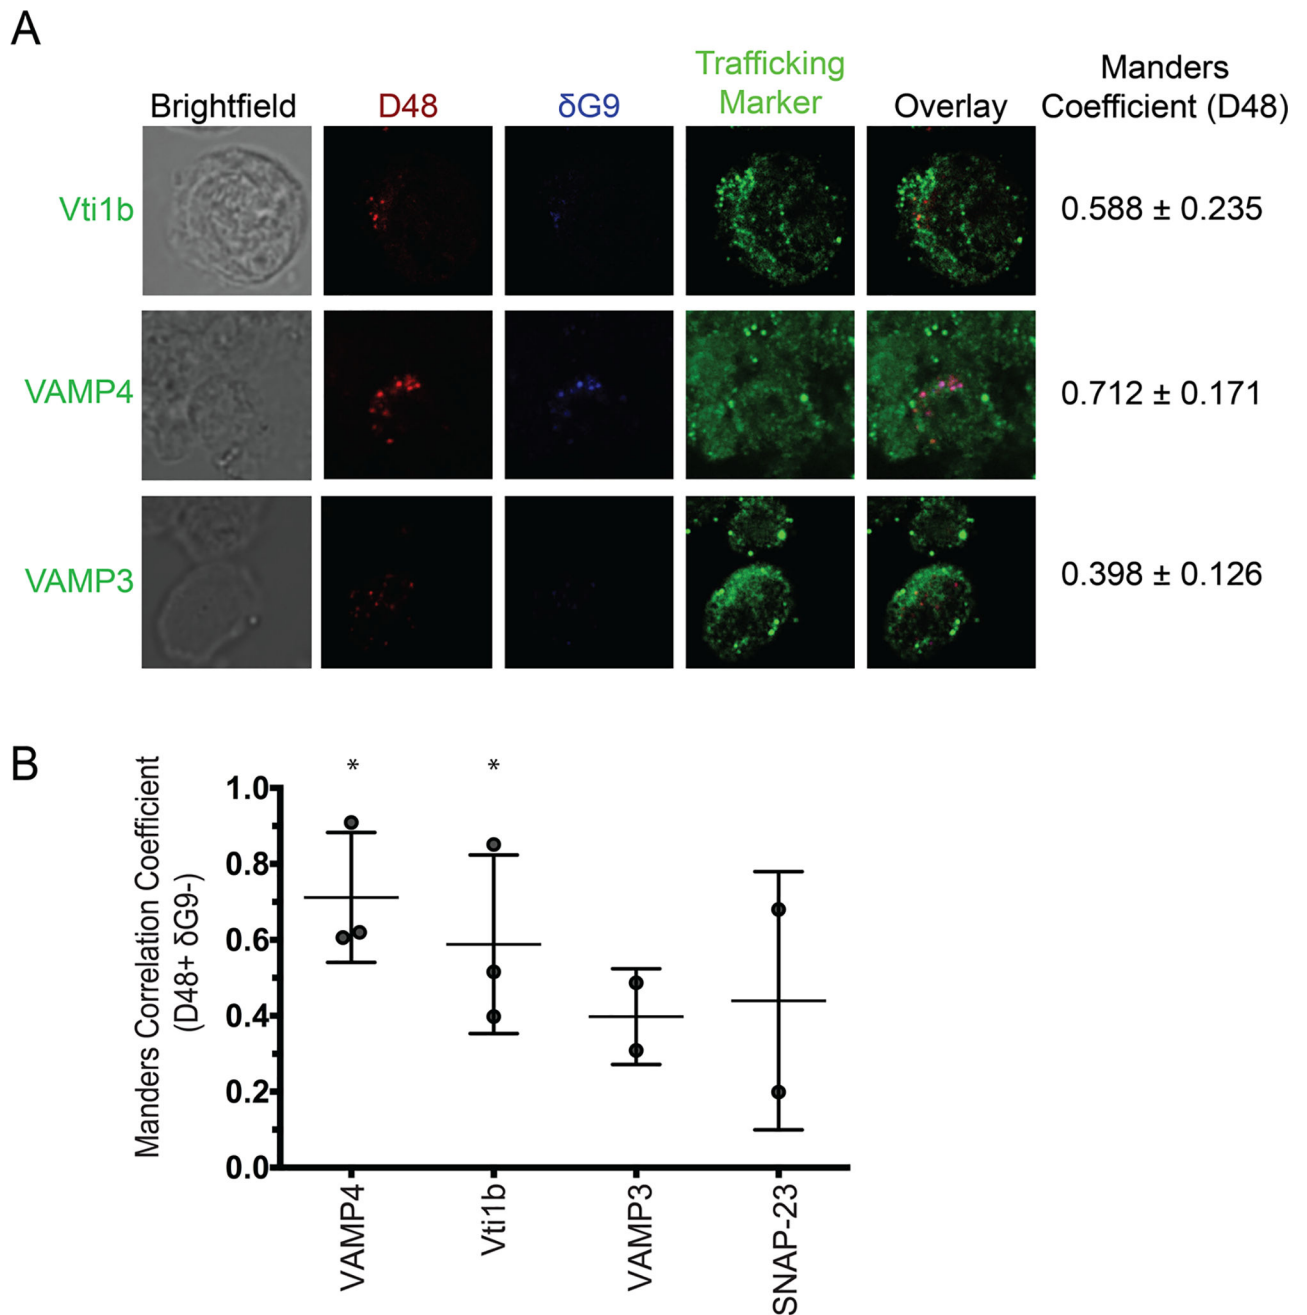 A
Brightfield
D48
δG9
Trafficking
Marker
Overlay
Manders
Coefficient (D48)
Vti1b
0.588 ± 0.235
VAMP4
0.712 ± 0.171
VAMP3
0.398 ± 0.126
B
Manders Correlation Coefficient
(D48+ δG9-)
* *
1.0
0.8
0.6
0.4
0.2
0.0
VAMP4
Vti1b
VAMP3
SNAP-23